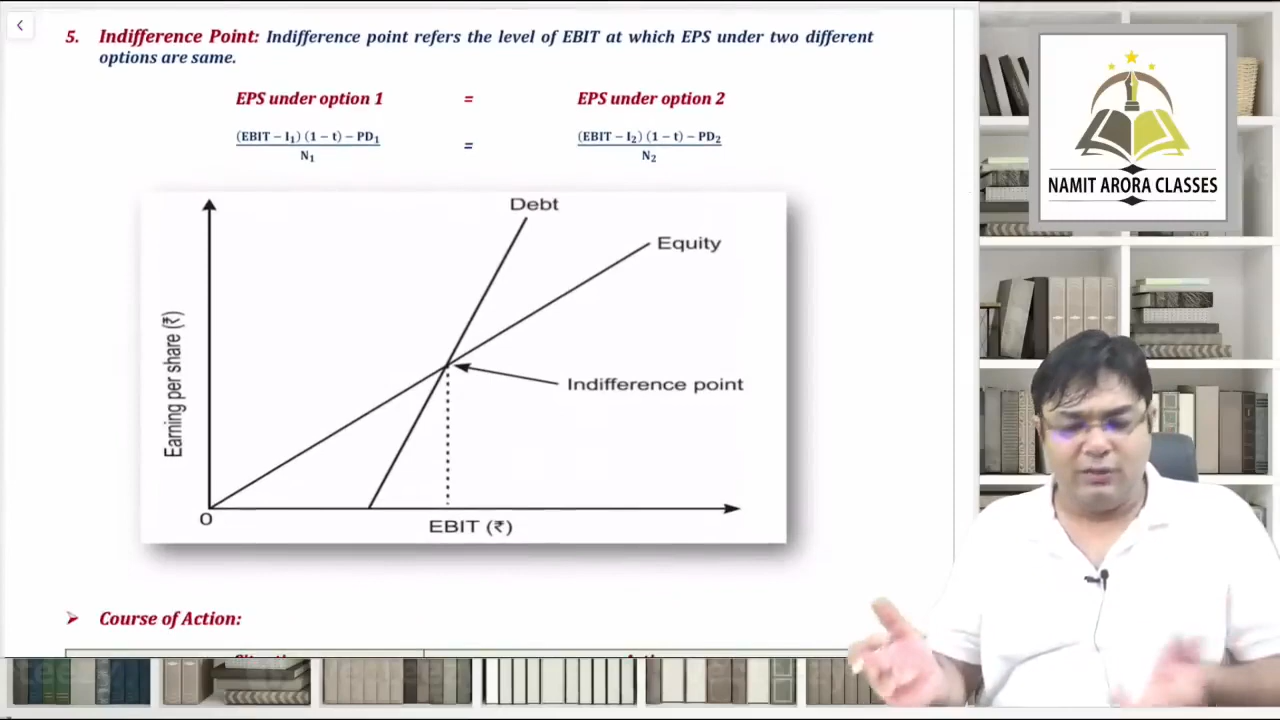 5. Indifference Point: Indifference point refers the level of EBIT at which EPS under two different
options are same.
EPS under option 1 = EPS under option 2
(EBIT – I₁) (1 – t) – PD₁ / N₁ = (EBIT – I₂) (1 – t) – PD₂ / N₂
Debt
Equity
Earning per share (₹)
Indifference point
O
EBIT (₹)
➢ Course of Action:
NAMIT ARORA CLASSES